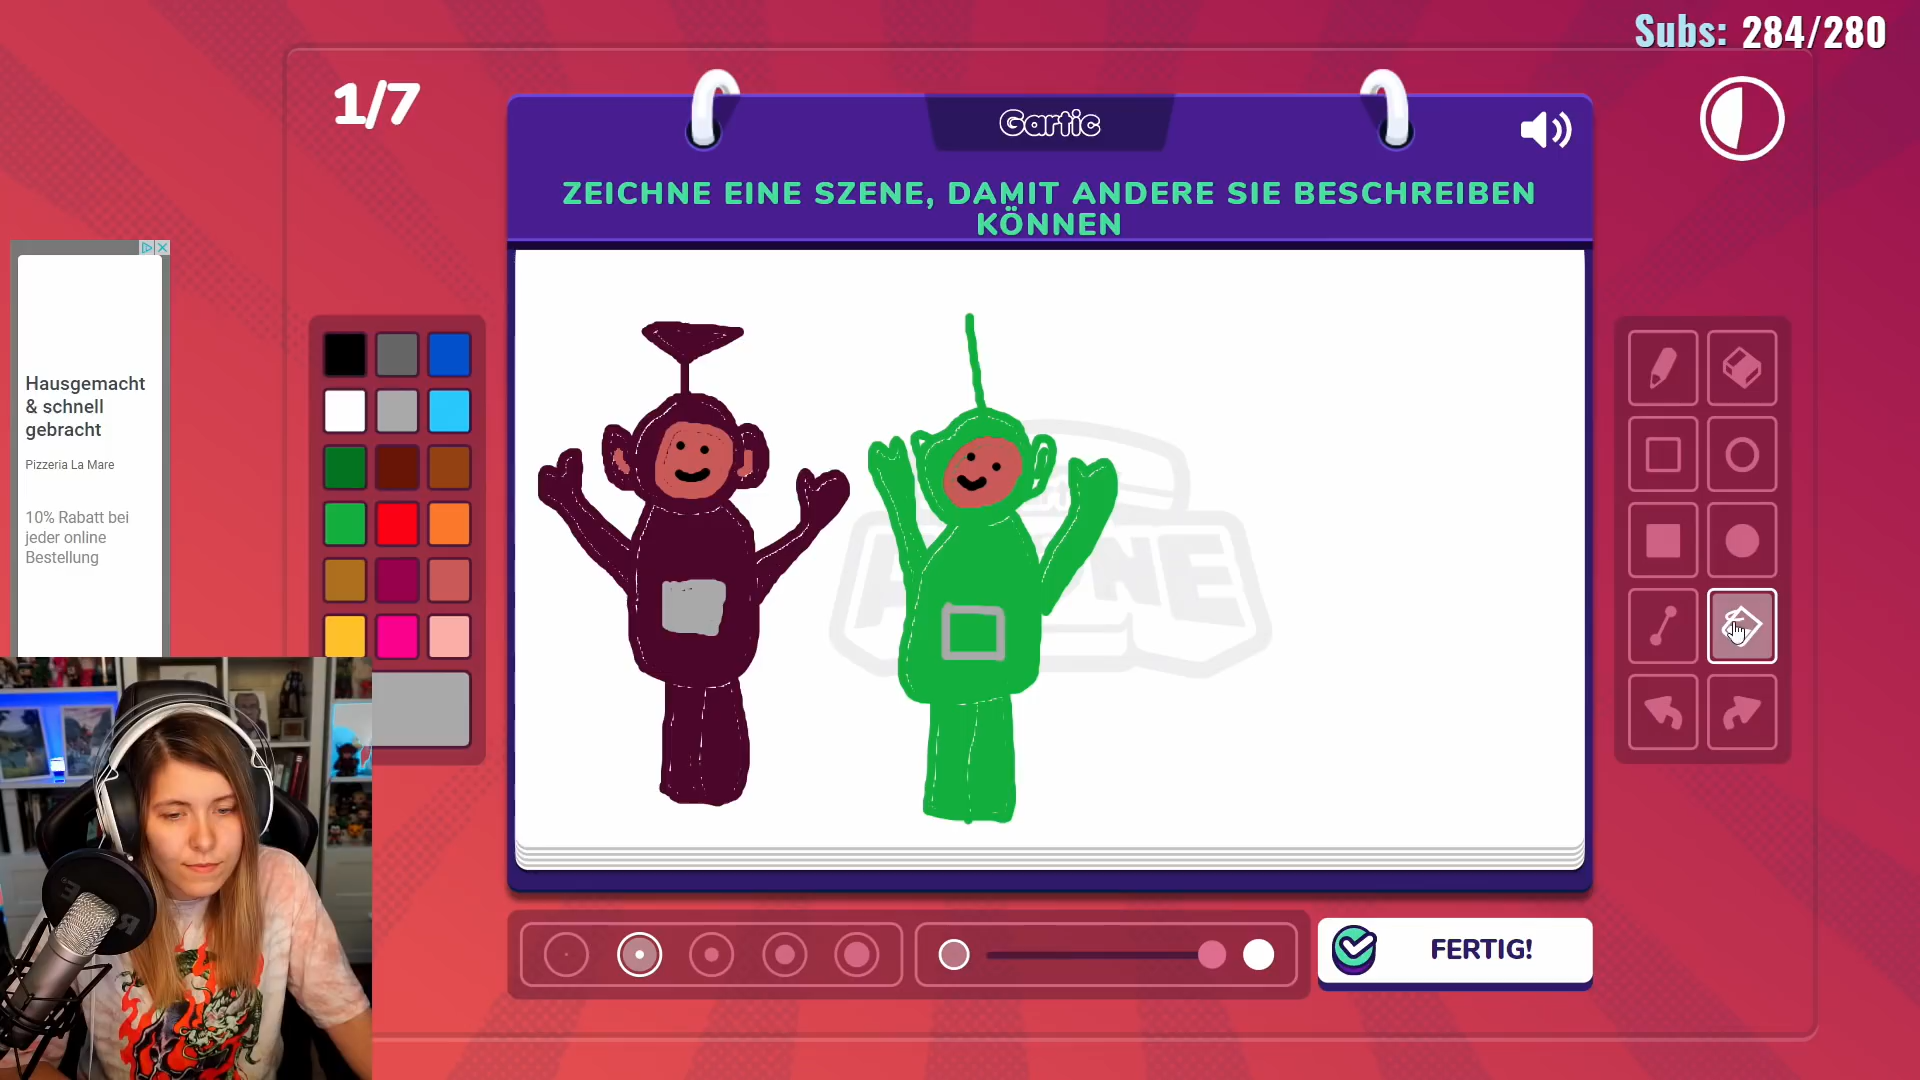 Subs: 284/280
1/7
Gartic
ZEICHNE EINE SZENE, DAMIT ANDERE SIE BESCHREIBEN
KÖNNEN
Hausgemacht
& schnell
gebracht
Pizzeria La Mare
10% Rabatt bei
jeder online
Bestellung
FERTIG!